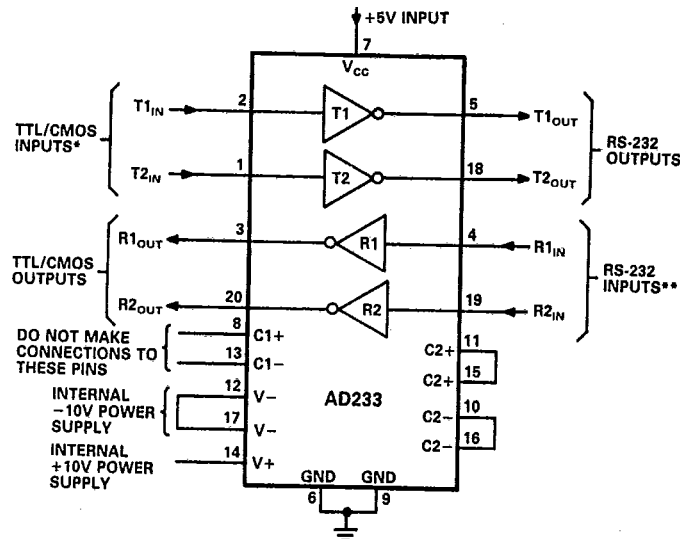 +5V INPUT
7
VCC
TTL/CMOS
INPUTS*
T1IN
2
T1
5
T1OUT
RS-232
OUTPUTS
T2IN
1
T2
18
T2OUT
TTL/CMOS
OUTPUTS
R1OUT
3
R1
4
R1IN
RS-232
INPUTS**
R2OUT
20
R2
19
R2IN
DO NOT MAKE
CONNECTIONS TO
THESE PINS
8
C1+
13
C1-
INTERNAL
-10V POWER
SUPPLY
12
V-
17
V-
INTERNAL
+10V POWER
SUPPLY
14
V+
AD233
C2+
11
C2+
15
C2-
10
C2-
16
GND
6
GND
9